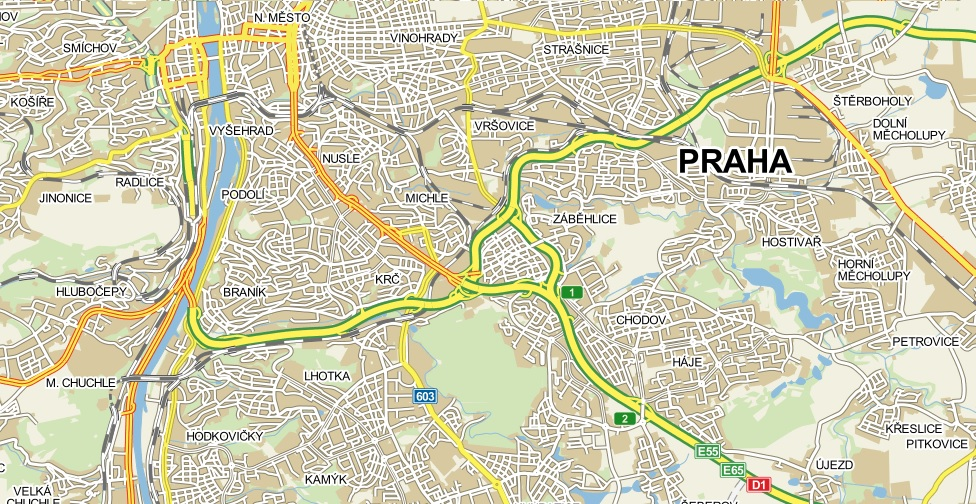 NOV
N. MĚSTO
SMÍCHOV
VINOHRADY
STRAŠNICE
KOŠÍŘE
ŠTĚRBOHOLY
VYŠEHRAD
VRŠOVICE
DOLNÍ
MĚCHOLUPY
NUSLE
PRAHA
RADLICE
JINONICE
PODOLÍ
MICHLE
ZÁBĚHLICE
HOSTIVAŘ
HORNÍ
MĚCHOLUPY
HLUBOČEPY
BRANÍK
KRČ
1
CHODOV
PETROVICE
HÁJE
LHOTKA
M. CHUCHLE
603
2
KŘESLICE
HODKOVIČKY
PITKOVICE
E55
E65
D1
ÚJEZD
C
KAMÝK
VELKÁ
CHUCHLE
ŠEBEROV